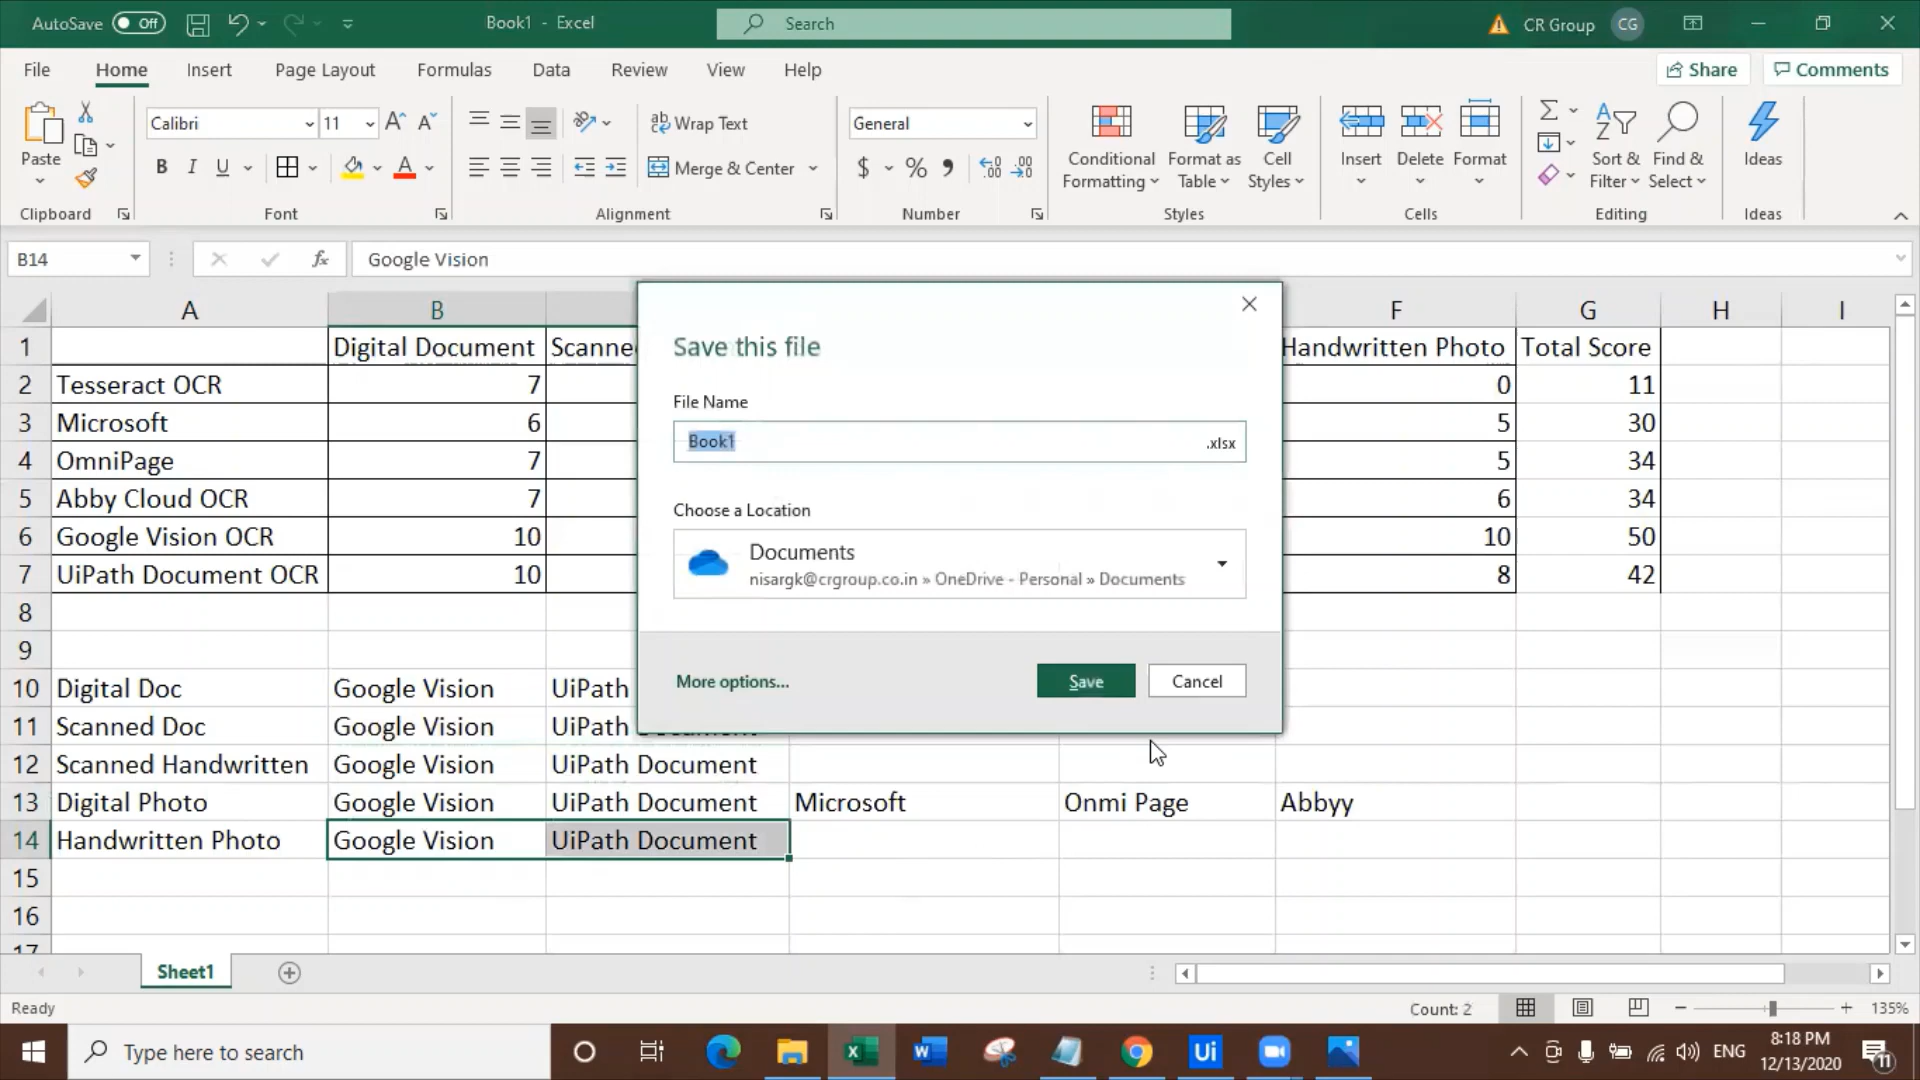 AutoSave Off Book1 - Excel Search CR Group CG
File Home Insert Page Layout Formulas Data Review View Help Share Comments
Paste Calibri 11 Wrap Text General Conditional Formatting Format as Table Cell Styles Insert Delete Format Sort & Filter Find & Select Ideas
B I U A Merge & Center $ %
Clipboard Font Alignment Number Styles Cells Editing Ideas
B14 fx Google Vision
A B F G H I
1 Digital Document Handwritten Photo Total Score
2 Tesseract OCR 7 0 11
3 Microsoft 6 5 30
4 OmniPage 7 5 34
5 Abby Cloud OCR 7 6 34
6 Google Vision OCR 10 10 50
7 UiPath Document OCR 10 8 42
8
9
10 Digital Doc Google Vision UiPath
11 Scanned Doc Google Vision UiPath
12 Scanned Handwritten Google Vision UiPath Document
13 Digital Photo Google Vision UiPath Document Microsoft Onmi Page Abbyy
14 Handwritten Photo Google Vision UiPath Document
15
16
17
Save this file
File Name
Book1 .xlsx
Choose a Location
Documents
nisargk@crgroup.co.in » OneDrive - Personal » Documents
More options... Save Cancel
Sheet1
Ready Count: 2 135%
Type here to search Ui ENG 8:18 PM
12/13/2020 11